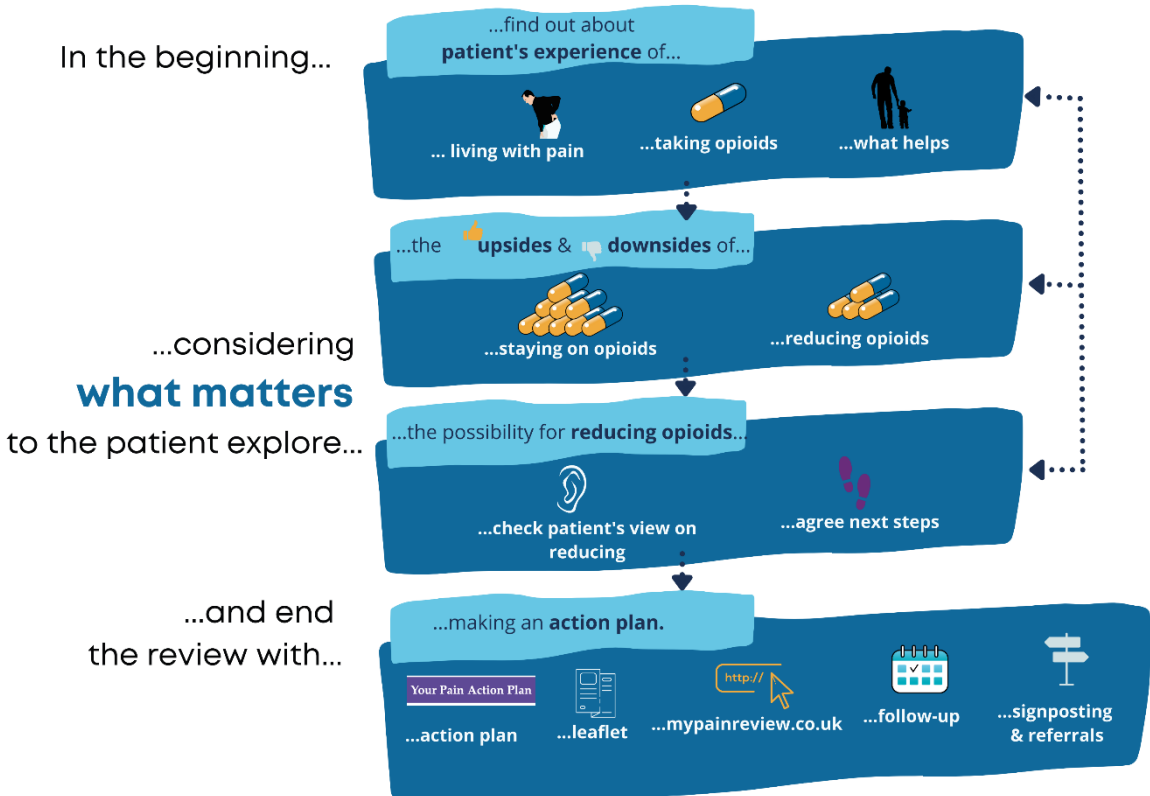 In the beginning...
...find out about
patient's experience of...
... living with pain
...taking opioids
...what helps
...the upsides & downsides of...
...staying on opioids
...reducing opioids
...considering
what matters
to the patient explore...
...the possibility for reducing opioids...
...check patient's view on
reducing
...agree next steps
...and end
the review with...
...making an action plan.
Your Pain Action Plan
...action plan
...leaflet
http://
...mypainreview.co.uk
...follow-up
...signposting
& referrals